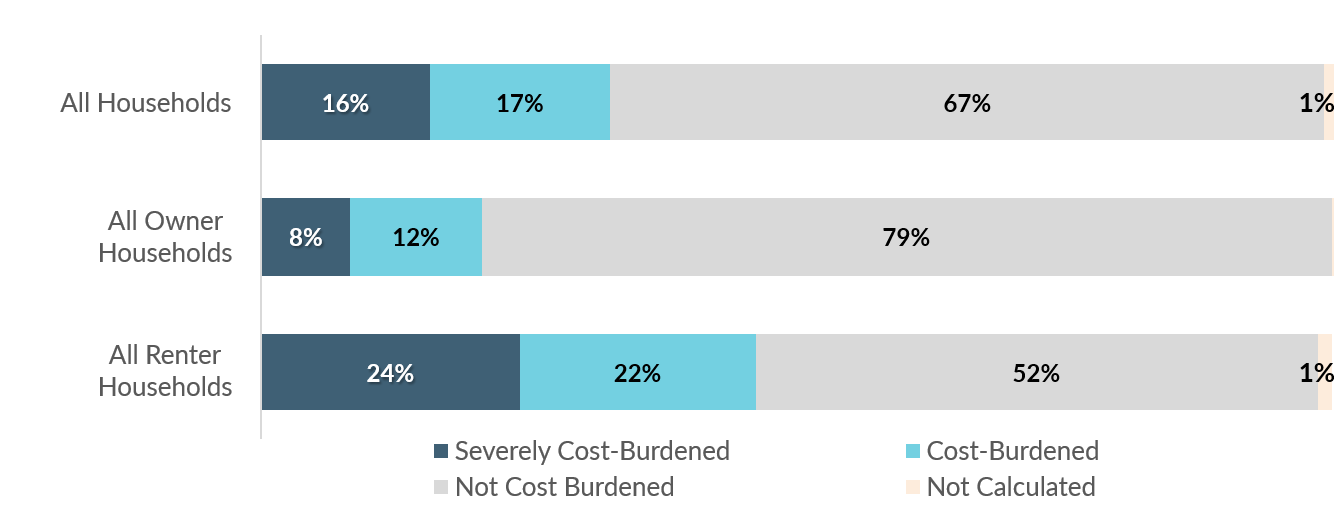 All Households
16%
17%
67%
1%
All Owner
Households
8%
12%
79%
All Renter
Households
24%
22%
52%
1%
Severely Cost-Burdened
Cost-Burdened
Not Cost Burdened
Not Calculated